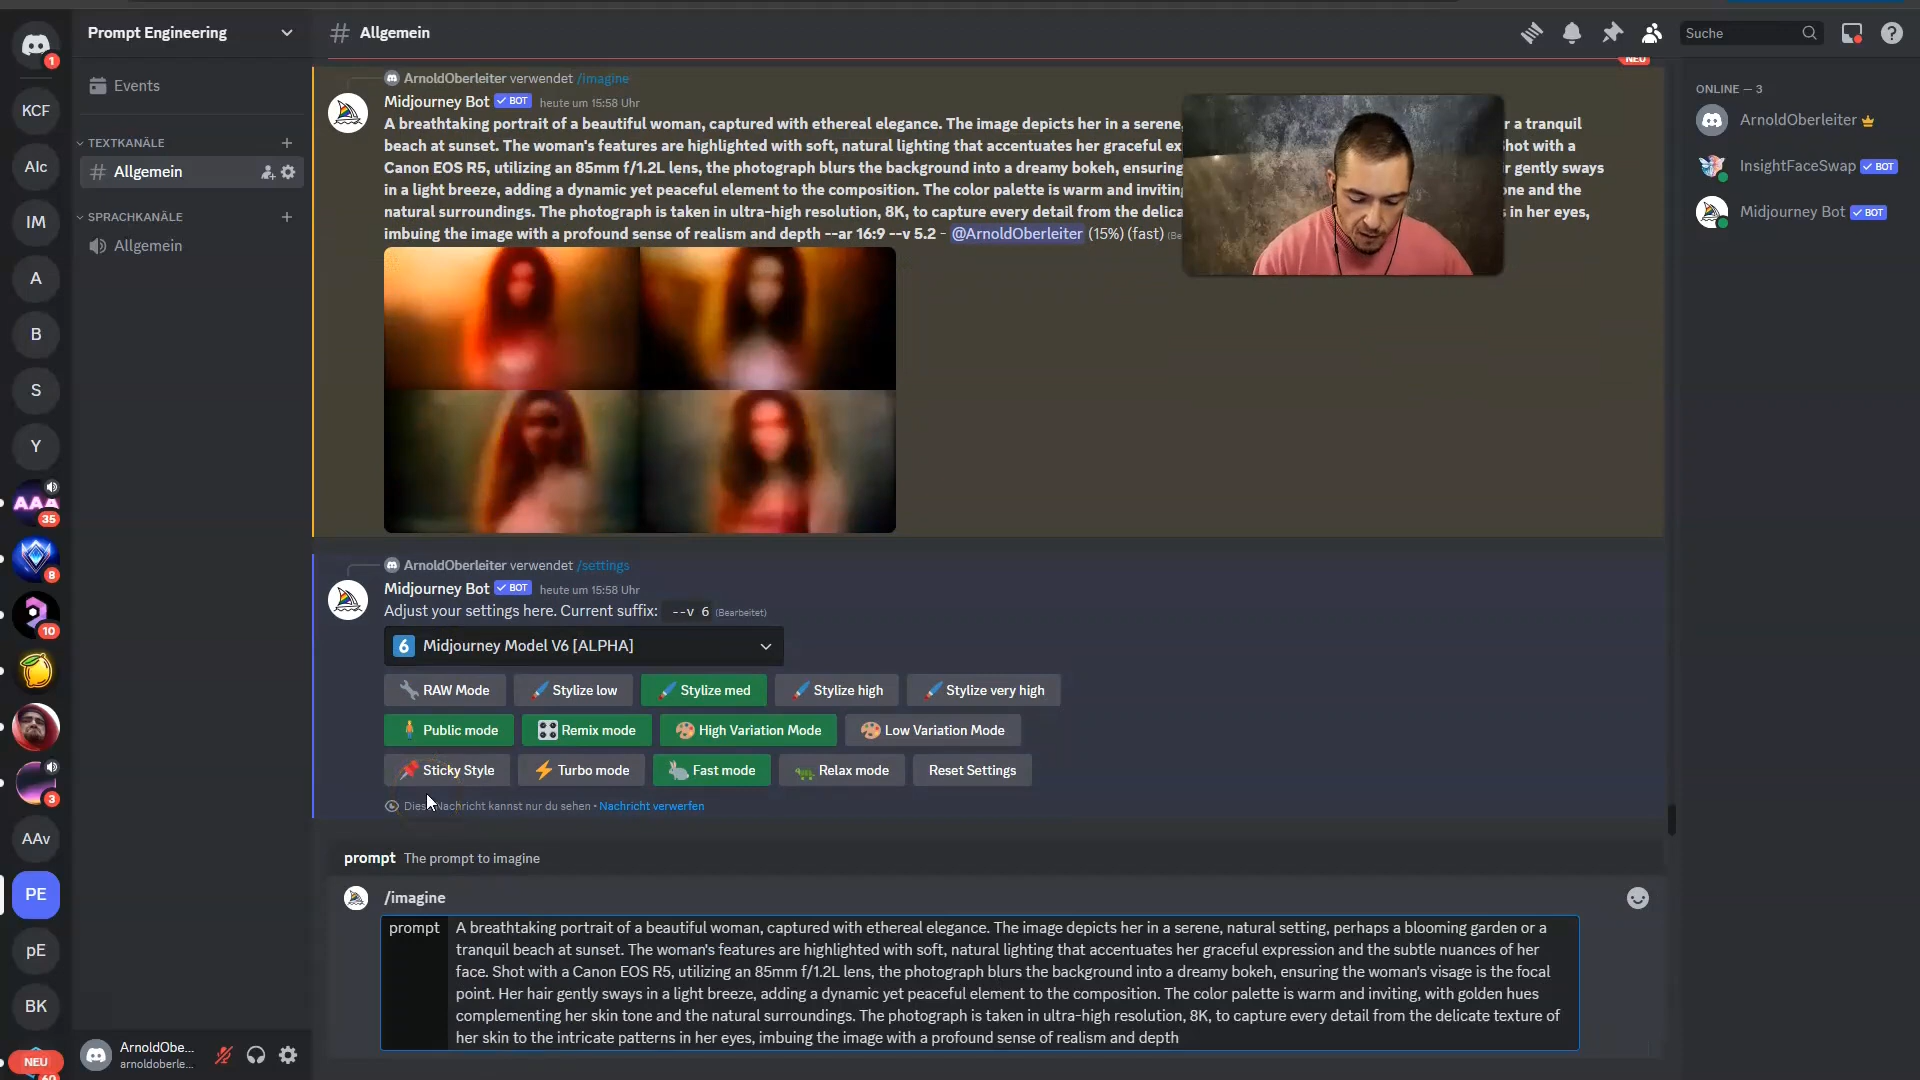 Prompt Engineering
Allgemein
Suche
1
KCF
AIc
IM
A
B
S
Y
AAA
35
8
10
3
AAv
PE
pE
BK
NEU
60
Events
TEXTKANÄLE
Allgemein
SPRACHKANÄLE
Allgemein
ArnoldObe...
arnoldoberle...
NEU
ArnoldOberleiter verwendet /imagine
Midjourney Bot BOT heute um 15:58 Uhr
A breathtaking portrait of a beautiful woman, captured with ethereal elegance. The image depicts her in a serene, r a tranquil
beach at sunset. The woman's features are highlighted with soft, natural lighting that accentuates her graceful ex hot with a
Canon EOS R5, utilizing an 85mm f/1.2L lens, the photograph blurs the background into a dreamy bokeh, ensuring r gently sways
in a light breeze, adding a dynamic yet peaceful element to the composition. The color palette is warm and inviting one and the
natural surroundings. The photograph is taken in ultra-high resolution, 8K, to capture every detail from the delica in her eyes,
imbuing the image with a profound sense of realism and depth --ar 16:9 --v 5.2 - @ArnoldOberleiter (15%) (fast) (Be
ArnoldOberleiter verwendet /settings
Midjourney Bot BOT heute um 15:58 Uhr
Adjust your settings here. Current suffix: --v 6 (Bearbeitet)
6 Midjourney Model V6 [ALPHA]
RAW Mode Stylize low Stylize med Stylize high Stylize very high
Public mode Remix mode High Variation Mode Low Variation Mode
Sticky Style Turbo mode Fast mode Relax mode Reset Settings
Nachricht kannst nur du sehen • Nachricht verwerfen
prompt The prompt to imagine
/imagine
prompt A breathtaking portrait of a beautiful woman, captured with ethereal elegance. The image depicts her in a serene, natural setting, perhaps a blooming garden or a
tranquil beach at sunset. The woman's features are highlighted with soft, natural lighting that accentuates her graceful expression and the subtle nuances of her
face. Shot with a Canon EOS R5, utilizing an 85mm f/1.2L lens, the photograph blurs the background into a dreamy bokeh, ensuring the woman's visage is the focal
point. Her hair gently sways in a light breeze, adding a dynamic yet peaceful element to the composition. The color palette is warm and inviting, with golden hues
complementing her skin tone and the natural surroundings. The photograph is taken in ultra-high resolution, 8K, to capture every detail from the delicate texture of
her skin to the intricate patterns in her eyes, imbuing the image with a profound sense of realism and depth
ONLINE — 3
ArnoldOberleiter
InsightFaceSwap BOT
Midjourney Bot BOT